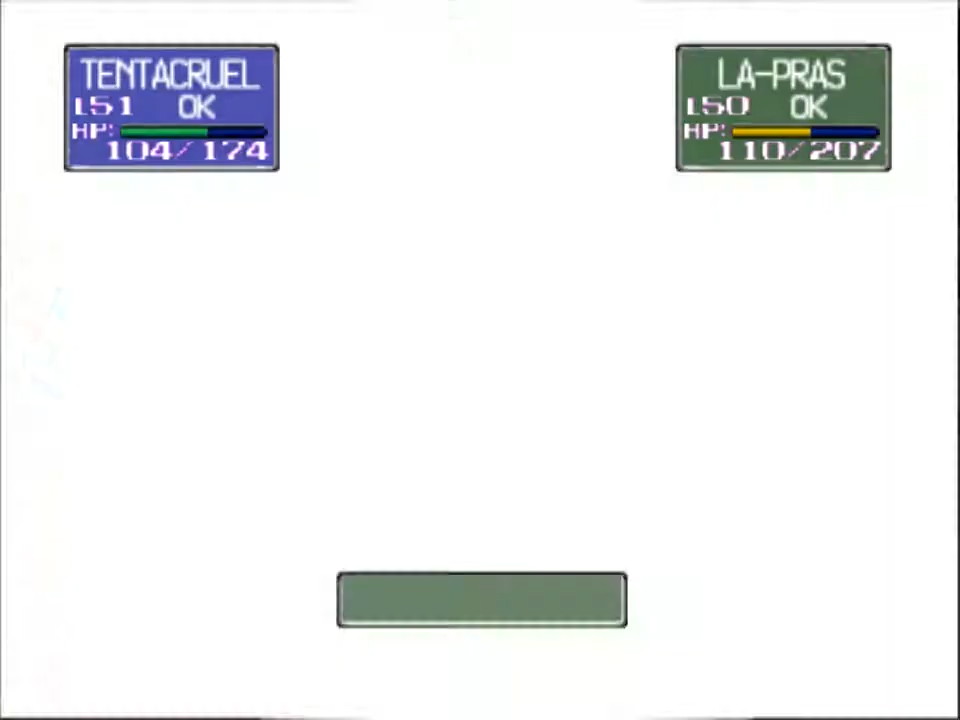 TENTACRUEL
L51 OK
HP:
104/174
LA-PRAS
L50 OK
HP:
110/207